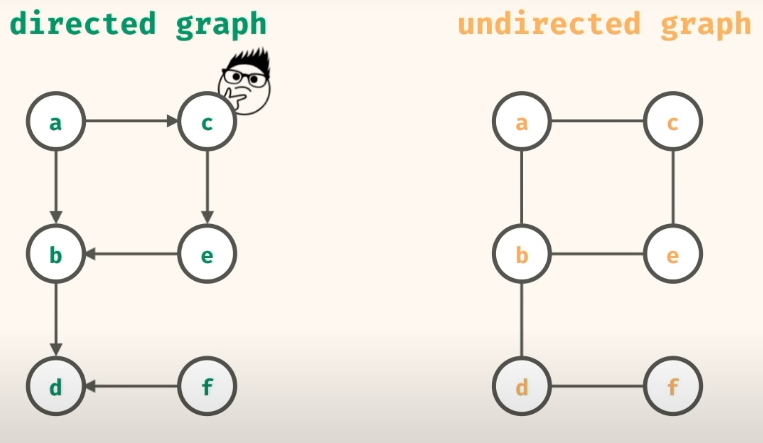 directed graph
undirected graph
a c
b e
d f
a c
b e
d f